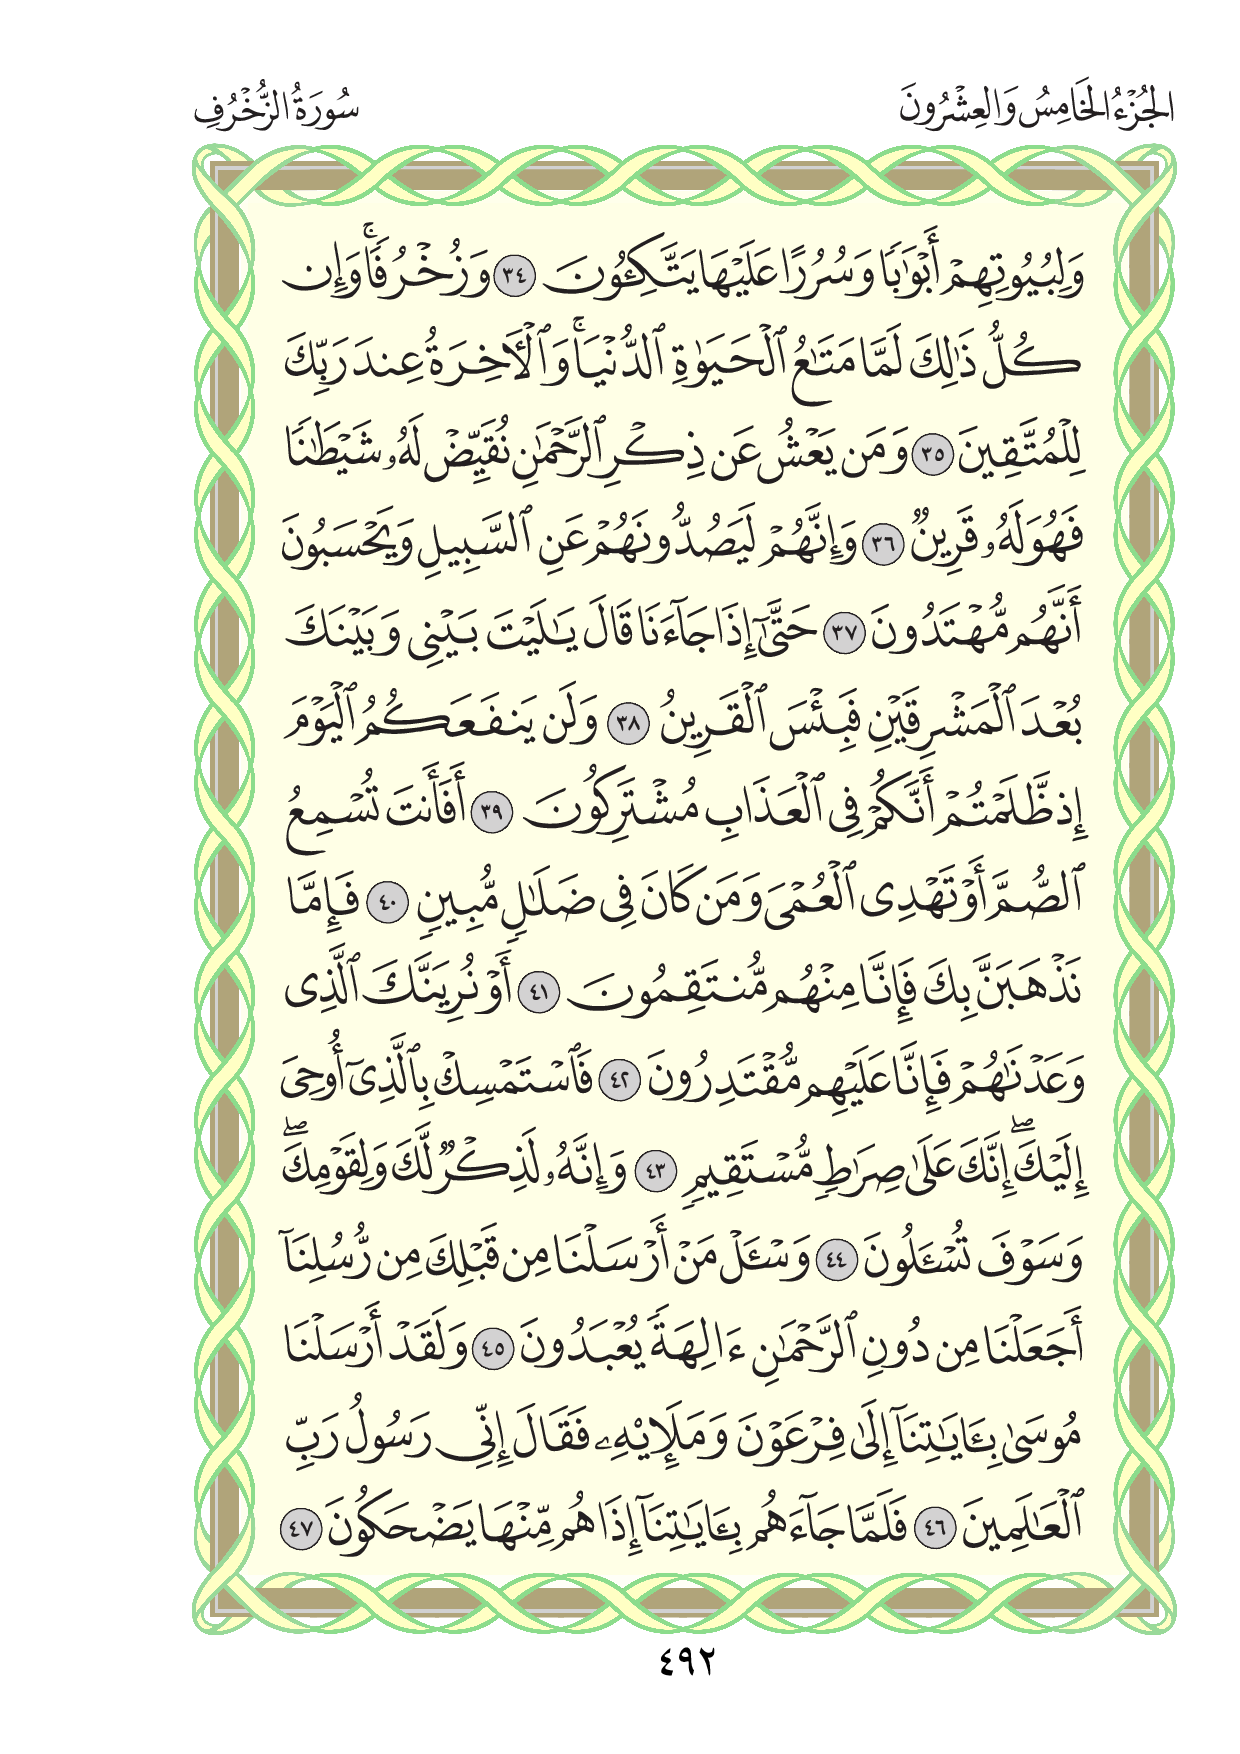 الجُزْءُ الخَامِسُ وَالعِشْرُونَ
سُورَةُ الزُّخْرُفِ
وَلِبُيُوتِهِمْ أَبْوَٰبًا وَسُرُرًا عَلَيْهَا يَتَّكِـُٔونَ ٣٤ وَزُخْرُفًا ۚ وَإِن
كُلُّ ذَٰلِكَ لَمَّا مَتَـٰعُ ٱلْحَيَوٰةِ ٱلدُّنْيَا ۚ وَٱلْـَٔاخِرَةُ عِندَ رَبِّكَ
لِلْمُتَّقِينَ ٣٥ وَمَن يَعْشُ عَن ذِكْرِ ٱلرَّحْمَـٰنِ نُقَيِّضْ لَهُۥ شَيْطَـٰنًا
فَهُوَ لَهُۥ قَرِينٌ ٣٦ وَإِنَّهُمْ لَيَصُدُّونَهُمْ عَنِ ٱلسَّبِيلِ وَيَحْسَبُونَ
أَنَّهُم مُّهْتَدُونَ ٣٧ حَتَّىٰٓ إِذَا جَآءَنَا قَالَ يَـٰلَيْتَ بَيْنِى وَبَيْنَكَ
بُعْدَ ٱلْمَشْرِقَيْنِ فَبِئْسَ ٱلْقَرِينُ ٣٨ وَلَن يَنفَعَكُمُ ٱلْيَوْمَ
إِذ ظَّلَمْتُمْ أَنَّكُمْ فِى ٱلْعَذَابِ مُشْتَرِكُونَ ٣٩ أَفَأَنتَ تُسْمِعُ
ٱلصُّمَّ أَوْ تَهْدِى ٱلْعُمْىَ وَمَن كَانَ فِى ضَلَـٰلٍ مُّبِينٍ ٤٠ فَإِمَّا
نَذْهَبَنَّ بِكَ فَإِنَّا مِنْهُم مُّنتَقِمُونَ ٤١ أَوْ نُرِيَنَّكَ ٱلَّذِى
وَعَدْنَـٰهُمْ فَإِنَّا عَلَيْهِم مُّقْتَدِرُونَ ٤٢ فَٱسْتَمْسِكْ بِٱلَّذِىٓ أُوحِىَ
إِلَيْكَ ۖ إِنَّكَ عَلَىٰ صِرَٰطٍ مُّسْتَقِيمٍ ٤٣ وَإِنَّهُۥ لَذِكْرٌ لَّكَ وَلِقَوْمِكَ ۖ
وَسَوْفَ تُسْـَٔلُونَ ٤٤ وَسْـَٔلْ مَنْ أَرْسَلْنَا مِن قَبْلِكَ مِن رُّسُلِنَآ
أَجَعَلْنَا مِن دُونِ ٱلرَّحْمَـٰنِ ءَالِهَةً يُعْبَدُونَ ٤٥ وَلَقَدْ أَرْسَلْنَا
مُوسَىٰ بِـَٔايَـٰتِنَآ إِلَىٰ فِرْعَوْنَ وَمَلَإِي۟هِۦ فَقَالَ إِنِّى رَسُولُ رَبِّ
ٱلْعَـٰلَمِينَ ٤٦ فَلَمَّا جَآءَهُم بِـَٔايَـٰتِنَآ إِذَا هُم مِّنْهَا يَضْحَكُونَ ٤٧
٤٩٢